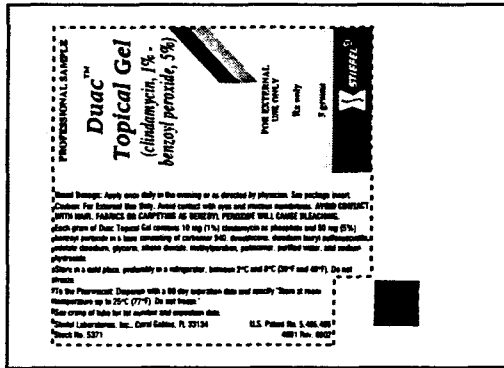 PROFESSIONAL SAMPLE
Duac™
Topical Gel
(clindamycin, 1% -
benzoyl peroxide, 5%)
FOR EXTERNAL
USE ONLY
Rx only
5 grams
STIEFEL
Usual Dosage: Apply once daily in the evening or as directed by physician. See package insert.
Caution: For External Use Only. Avoid contact with eyes and mucous membranes. AVOID CONTACT
WITH HAIR, FABRICS OR CARPETING AS BENZOYL PEROXIDE WILL CAUSE BLEACHING.
Each gram of Duac Topical Gel contains 10 mg (1%) clindamycin as phosphate and 50 mg (5%)
benzoyl peroxide in a base consisting of carbomer 940, dimethicone, disodium lauryl sulfosuccinate,
edetate disodium, glycerin, silicon dioxide, methylparaben, poloxamer, purified water, and sodium
hydroxide.
Store in a cold place, preferably in a refrigerator, between 2°C and 8°C (36°F and 46°F). Do not
freeze.
To the Pharmacist: Dispense with a 60 day expiration date and specify "Store at room
temperature up to 25°C (77°F). Do not freeze."
See crimp of tube for lot number and expiration date.
Stiefel Laboratories, Inc., Coral Gables, FL 33134 U.S. Patent No. 5,466,466
Stock No. 5371 Rev. 0602